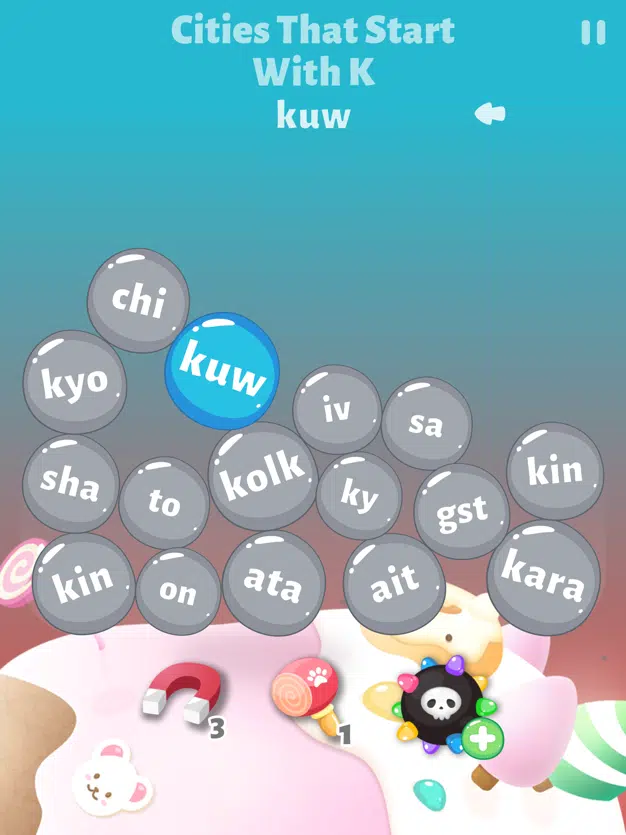 Cities That Start
With K
kuw
chi
kyo
kuw
iv
sa
sha
to
kolk
ky
gst
kin
kin
on
ata
ait
kara
3
1